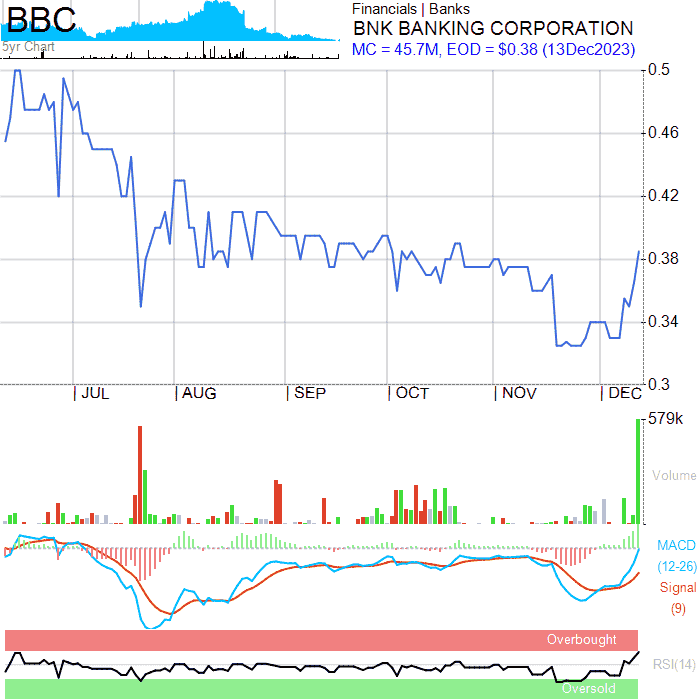 BBC
5yr Chart
Financials | Banks
BNK BANKING CORPORATION
MC = 45.7M, EOD = $0.38 (13Dec2023)
0.5
0.46
0.42
0.38
0.34
0.3
JUL AUG SEP OCT NOV DEC
579k
Volume
MACD
(12-26)
Signal
(9)
Overbought
RSI(14)
Oversold